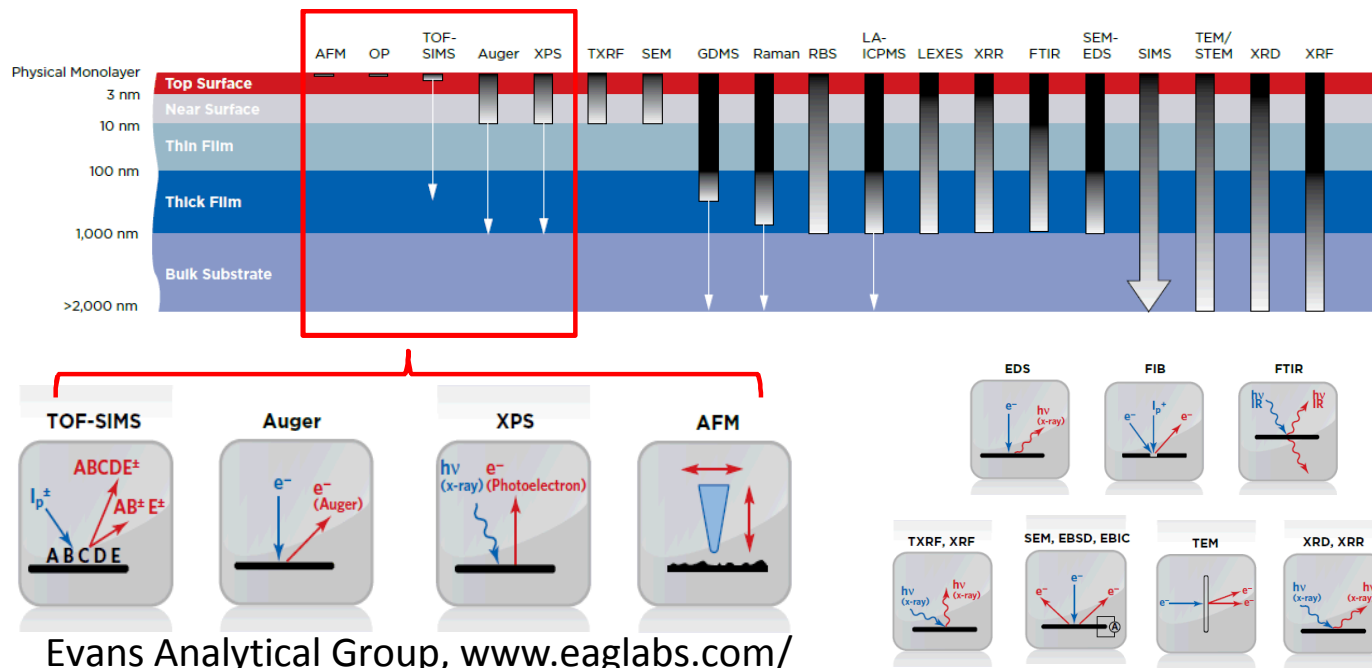 AFM OP TOF-SIMS Auger XPS TXRF SEM GDMS Raman RBS LA-ICPMS LEXES XRR FTIR SEM-EDS SIMS TEM/STEM XRD XRF
Physical Monolayer
Top Surface
3 nm
Near Surface
10 nm
Thin Film
100 nm
Thick Film
1,000 nm
Bulk Substrate
>2,000 nm
TOF-SIMS
ABCDE±
Ip±
AB± E±
ABCDE
Auger
e−
e−
(Auger)
XPS
hν e−
(x-ray) (Photoelectron)
AFM
EDS
e−
hν
(x-ray)
FIB
e− Ip+ e−
FTIR
hν
IR
hν
IR
TXRF, XRF
hν
(x-ray)
hν
(x-ray)
SEM, EBSD, EBIC
e− e− e−
A
TEM
e−
e−
e−
XRD, XRR
hν
(x-ray)
hν
(x-ray)
Evans Analytical Group, www.eaglabs.com/